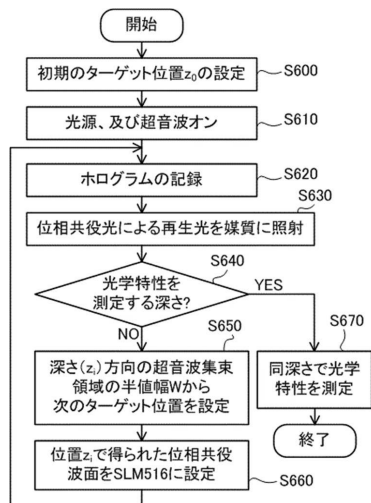 開始
初期のターゲット位置z₀の設定
S600
光源、及び超音波オン
S610
ホログラムの記録
S620
位相共役光による再生光を媒質に照射
S630
光学特性を
測定する深さ?
S640
YES
NO
深さ(zᵢ)方向の超音波集束
領域の半値幅Wから
次のターゲット位置を設定
S650
位置zᵢで得られた位相共役
波面をSLM516に設定
S660
同深さで光学
特性を測定
S670
終了